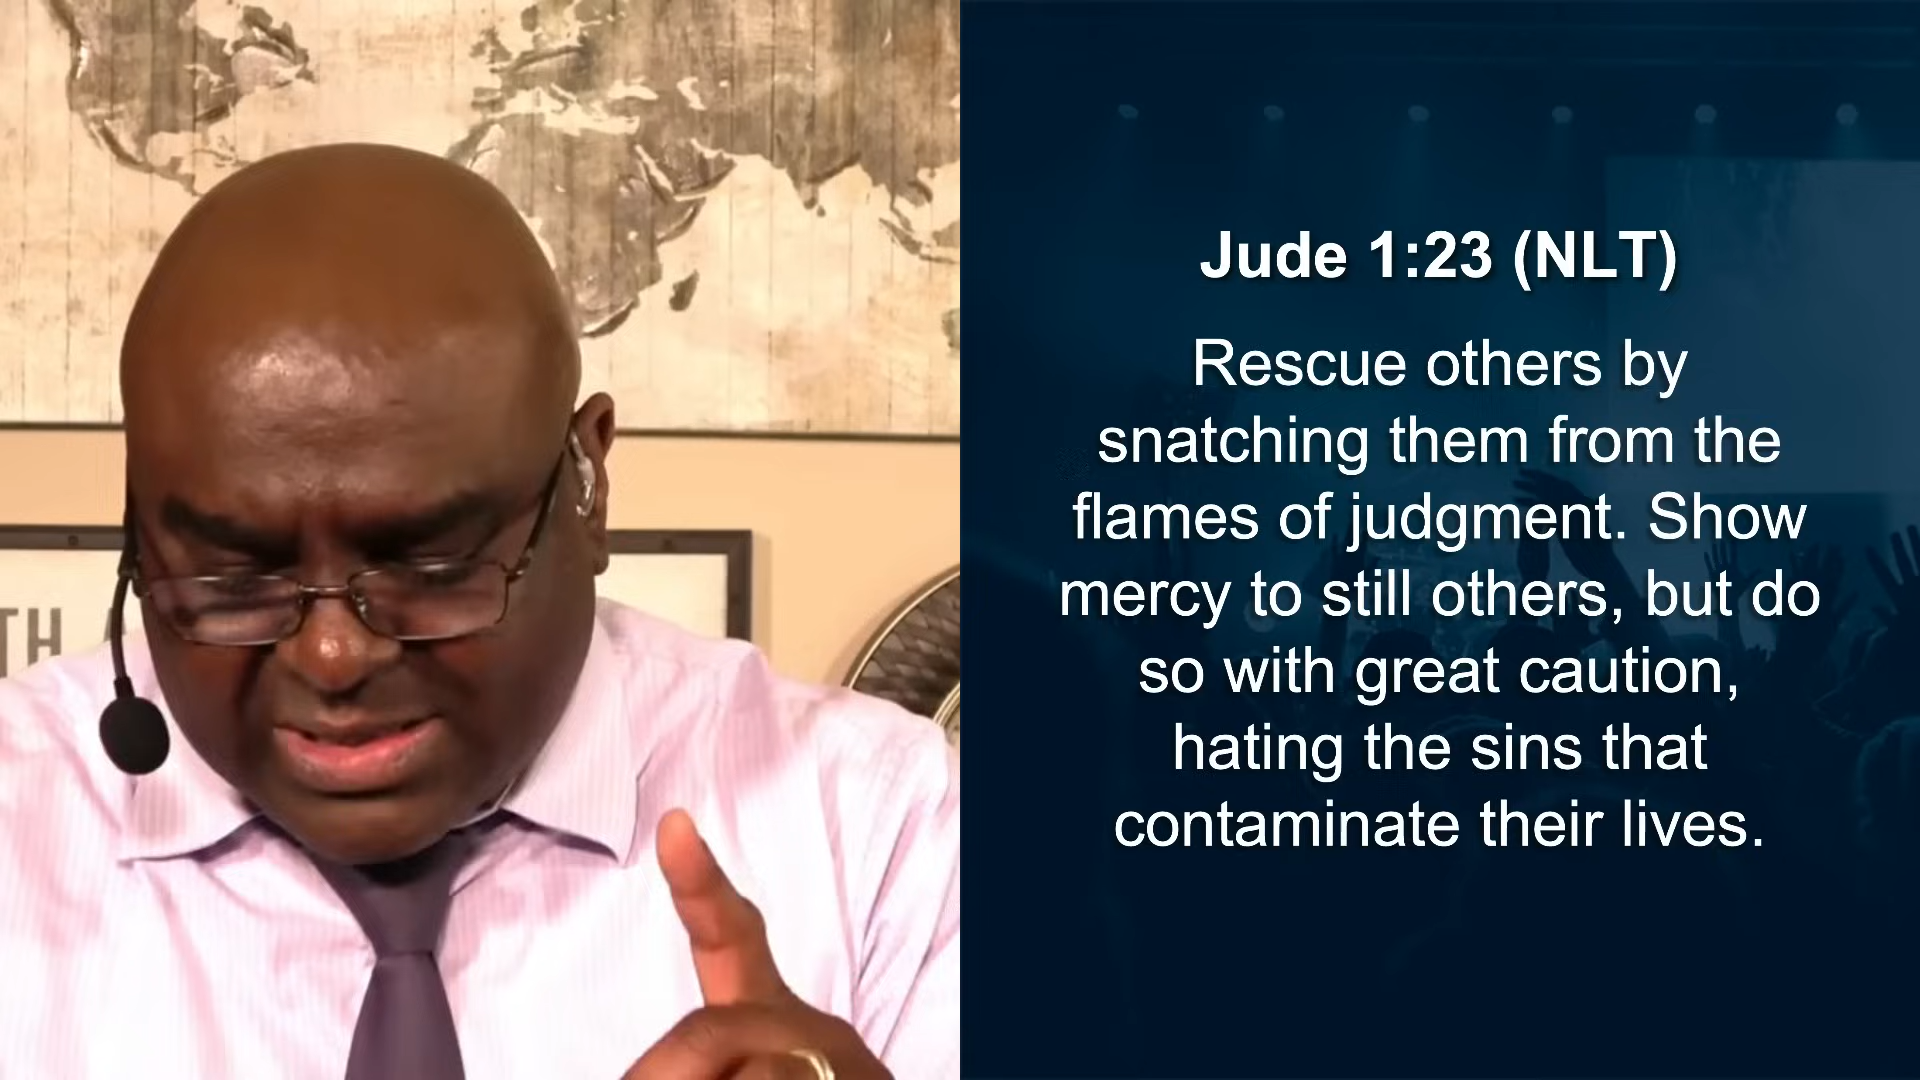 TH A
Jude 1:23 (NLT)
Rescue others by
snatching them from the
flames of judgment. Show
mercy to still others, but do
so with great caution,
hating the sins that
contaminate their lives.